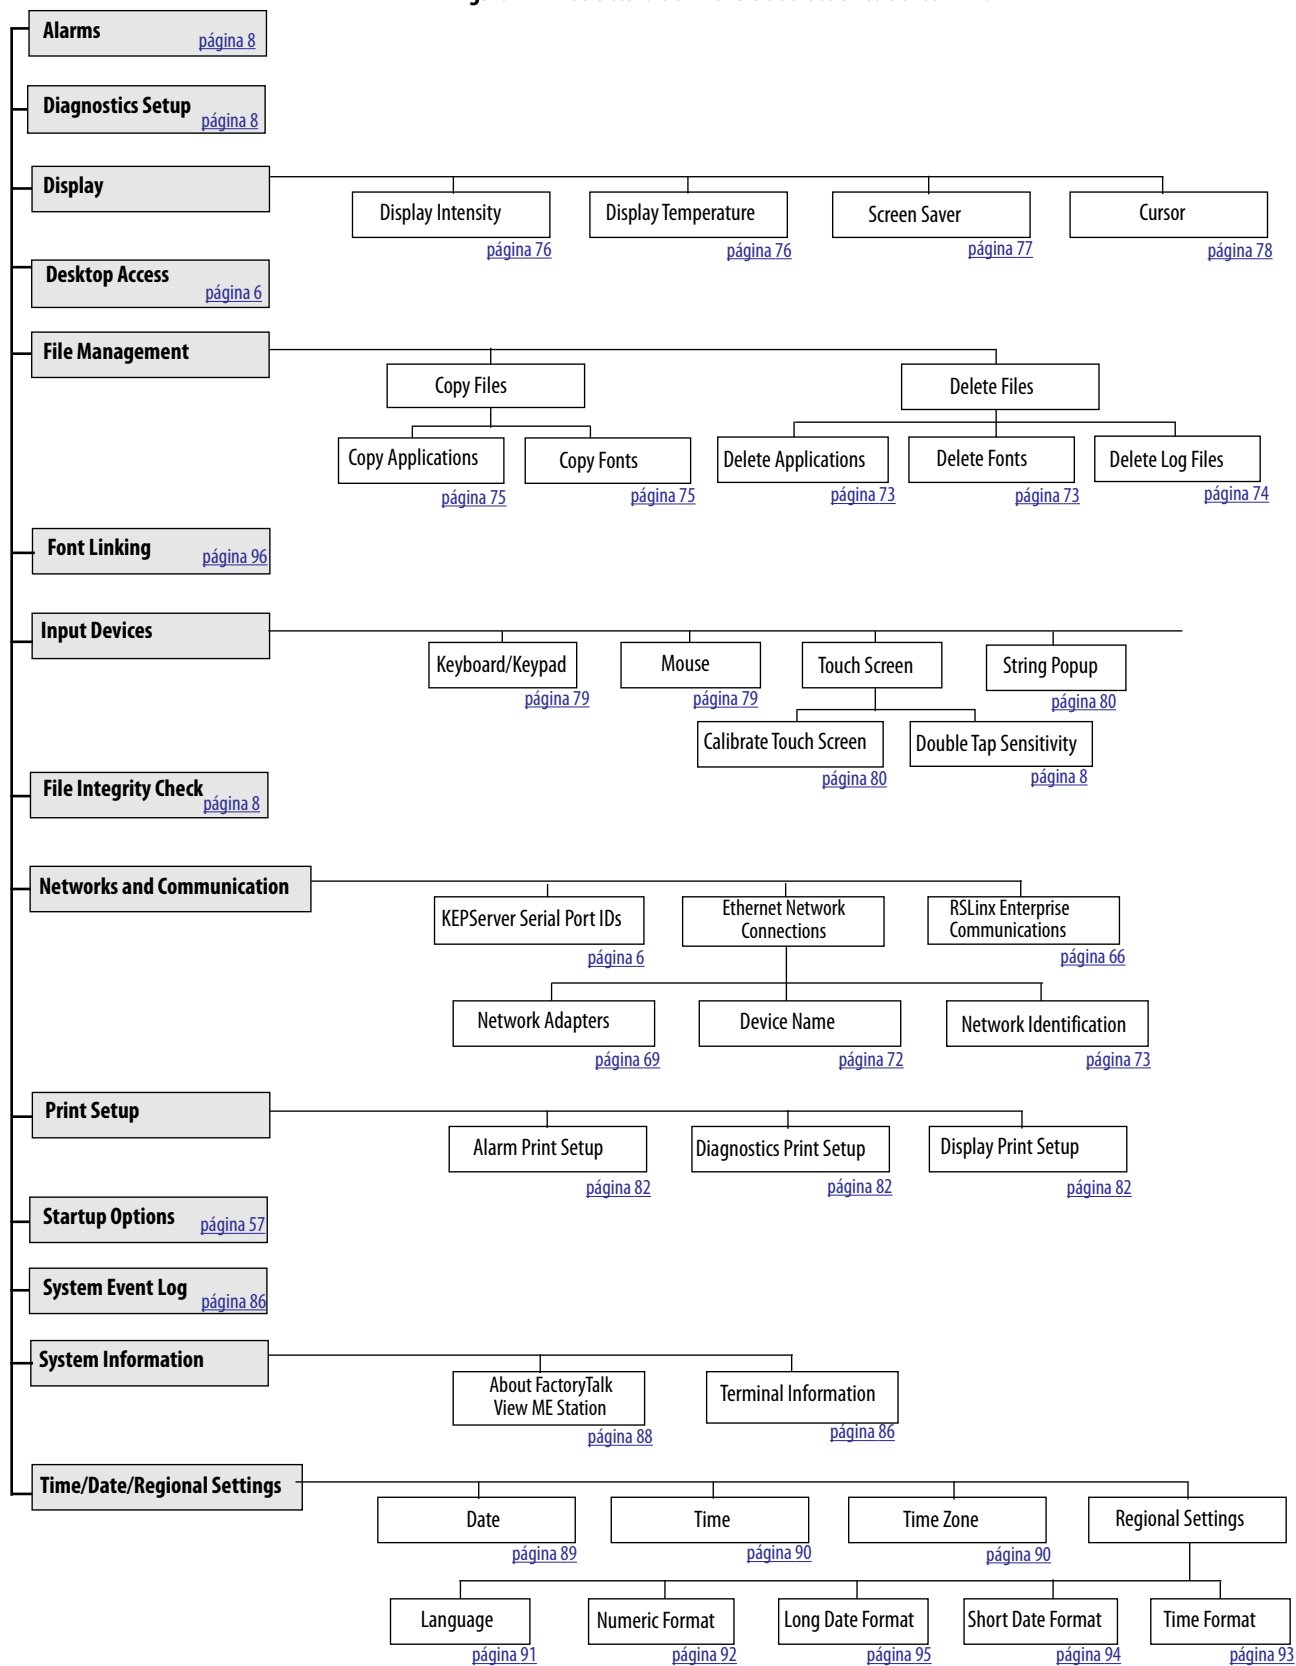 Alarms
página 8
Diagnostics Setup
página 8
Display
Display Intensity
Display Temperature
Screen Saver
Cursor
página 76
página 76
página 77
página 78
Desktop Access
página 6
File Management
Copy Files
Delete Files
Copy Applications
Copy Fonts
Delete Applications
Delete Fonts
Delete Log Files
página 75
página 75
página 73
página 73
página 74
Font Linking
página 96
Input Devices
Keyboard/Keypad
Mouse
Touch Screen
String Popup
página 79
página 79
página 80
Calibrate Touch Screen
Double Tap Sensitivity
página 80
página 8
File Integrity Check
página 8
Networks and Communication
KEPServer Serial Port IDs
Ethernet Network
Connections
RSLinx Enterprise
Communications
página 6
página 66
Network Adapters
Device Name
Network Identification
página 69
página 72
página 73
Print Setup
Alarm Print Setup
Diagnostics Print Setup
Display Print Setup
página 82
página 82
página 82
Startup Options
página 57
System Event Log
página 86
System Information
About FactoryTalk
View ME Station
Terminal Information
página 88
página 86
Time/Date/Regional Settings
Date
Time
Time Zone
Regional Settings
página 89
página 90
página 90
Language
Numeric Format
Long Date Format
Short Date Format
Time Format
página 91
página 92
página 95
página 94
página 93